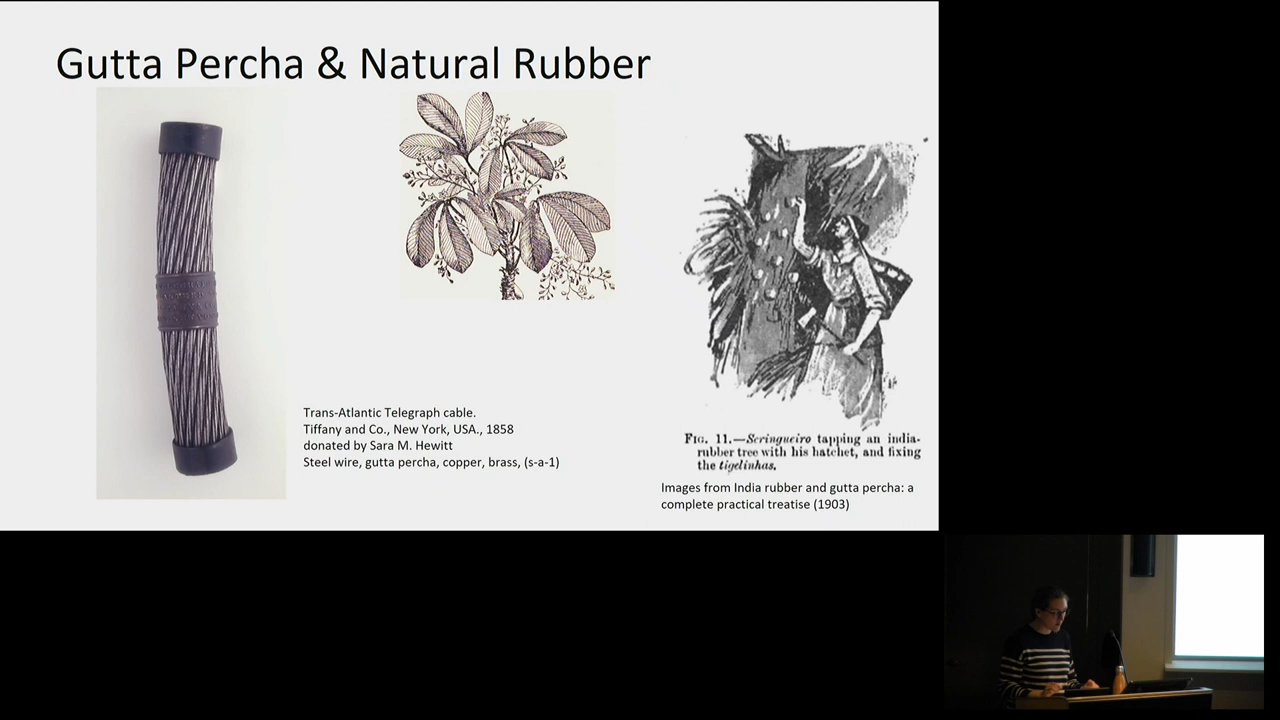 Gutta Percha & Natural Rubber
Trans-Atlantic Telegraph cable.
Tiffany and Co., New York, USA., 1858
donated by Sara M. Hewitt
Steel wire, gutta percha, copper, brass, (s-a-1)
FIG. 11.—Seringueiro tapping an india-
rubber tree with his hatchet, and fixing
the tigelinhas.
Images from India rubber and gutta percha: a
complete practical treatise (1903)